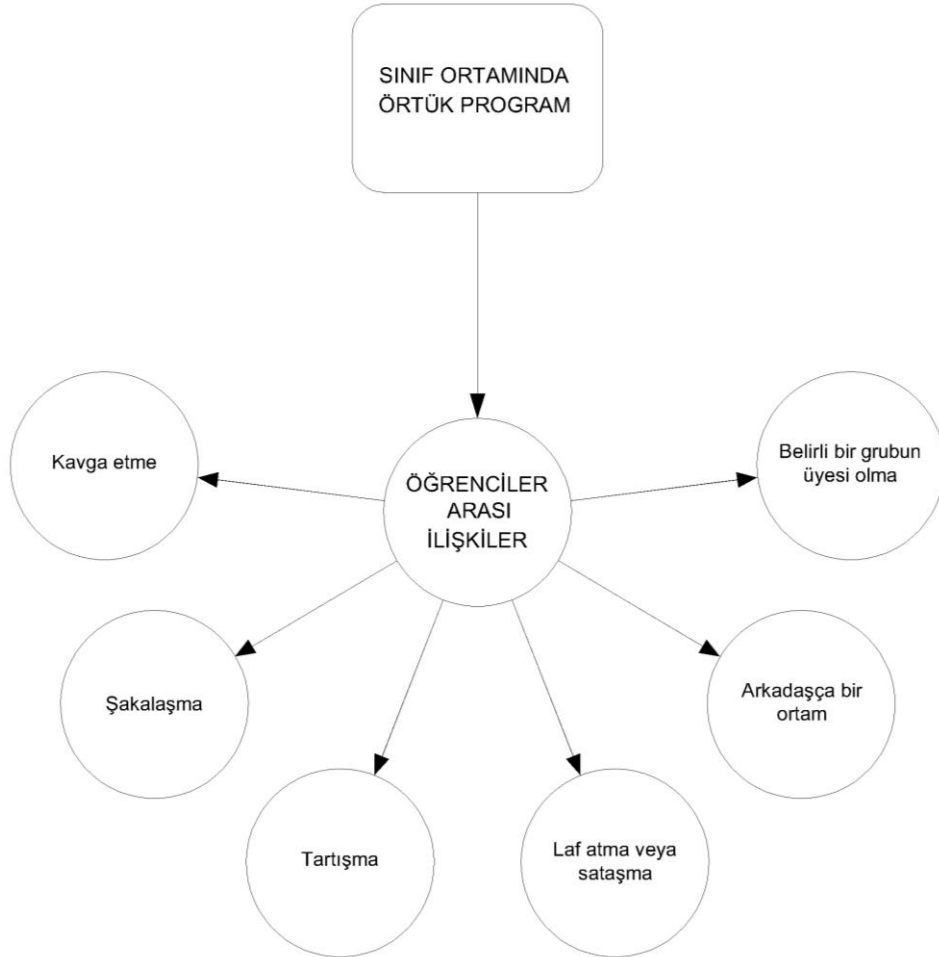 SINIF ORTAMINDA
ÖRTÜK PROGRAM
ÖĞRENCİLER
ARASI
İLİŞKİLER
Kavga etme
Belirli bir grubun
üyesi olma
Şakalaşma
Arkadaşça bir
ortam
Tartışma
Laf atma veya
sataşma